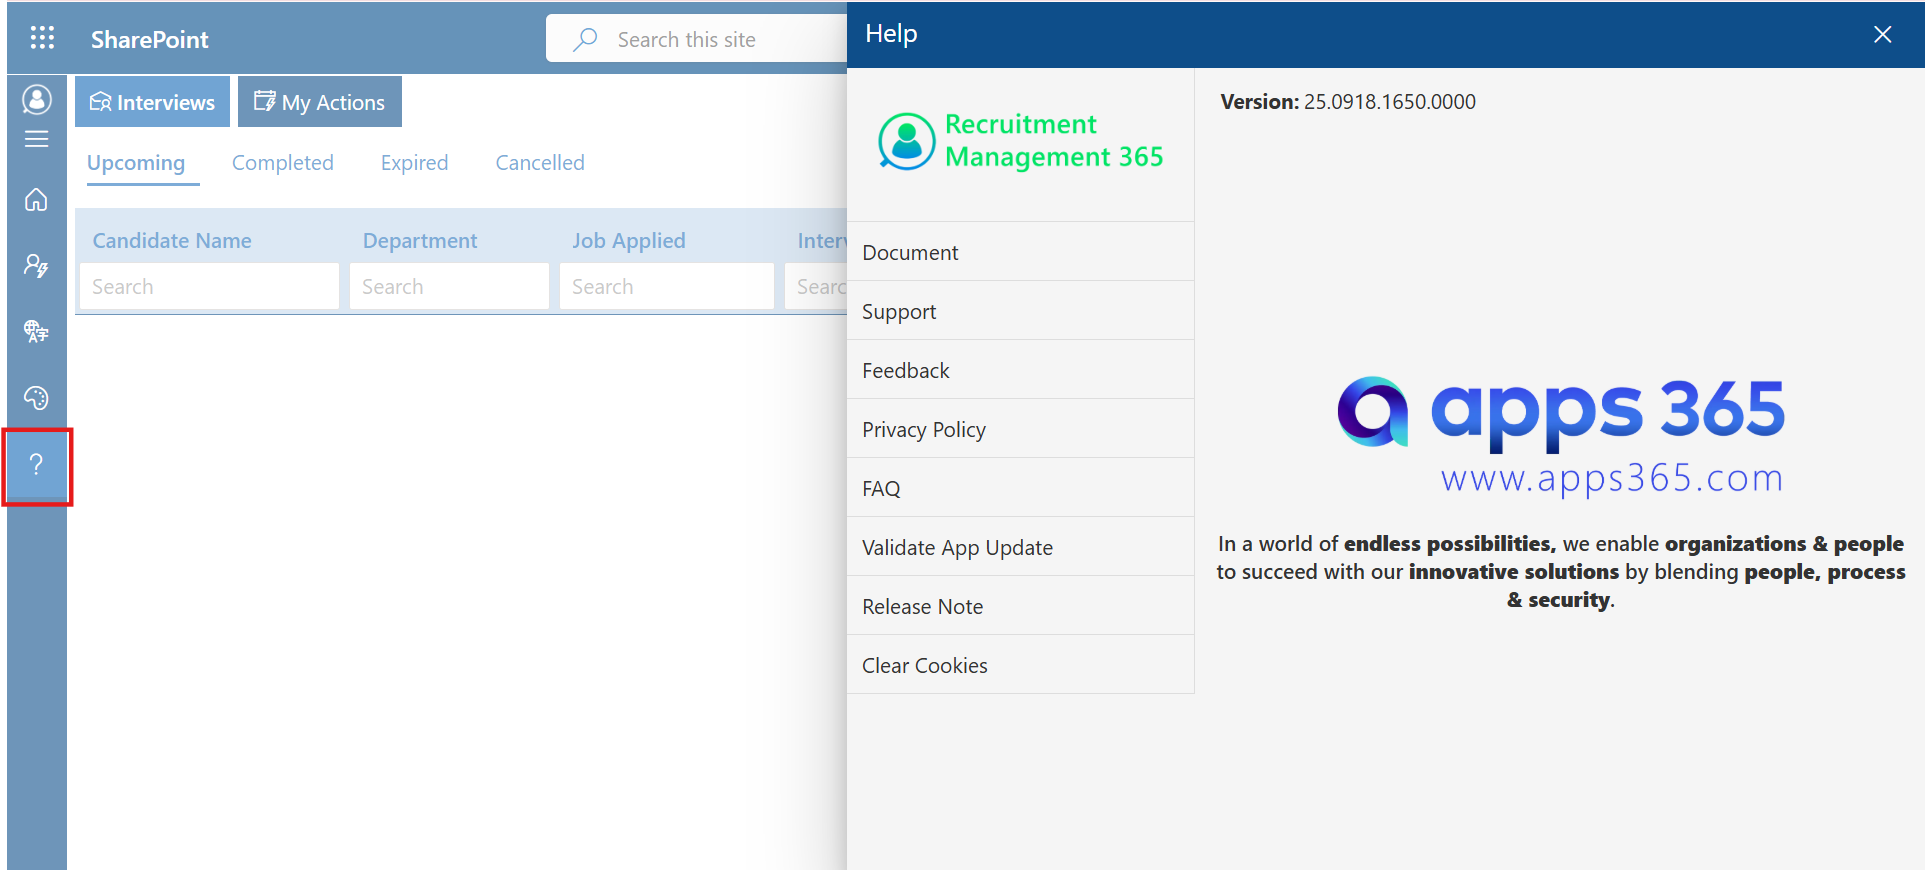 SharePoint
Search this site
Interviews
My Actions
Upcoming
Completed
Expired
Cancelled
Candidate Name
Department
Job Applied
Interv
Search
Search
Search
Searc
?
Help
Recruitment
Management 365
Document
Support
Feedback
Privacy Policy
FAQ
Validate App Update
Release Note
Clear Cookies
Version: 25.0918.1650.0000
apps 365
www.apps365.com
In a world of endless possibilities, we enable organizations & people
to succeed with our innovative solutions by blending people, process
& security.